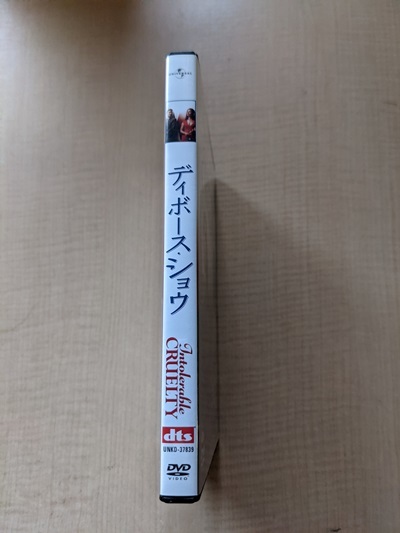 UNIVERSAL
ディボース・ショウ
Intolerable
CRUELTY
dts
UNKD-37839
DVD
VIDEO